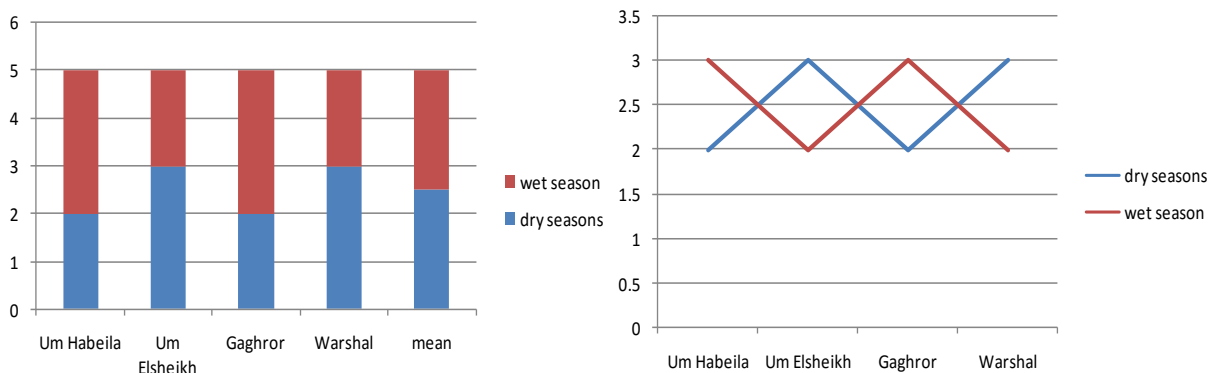 6
5
4
3
2
1
0
Um Habeila
Um
Elsheikh
Gaghror
Warshal
mean
wet season
dry seasons
3.5
3
2.5
2
1.5
1
0.5
0
Um Habeila
Um Elsheikh
Gaghror
Warshal
dry seasons
wet season